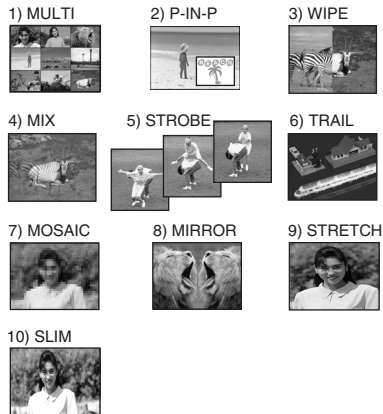 1) MULTI
2) P-IN-P
3) WIPE
BEACH
4) MIX
5) STROBE
6) TRAIL
7) MOSAIC
8) MIRROR
9) STRETCH
10) SLIM